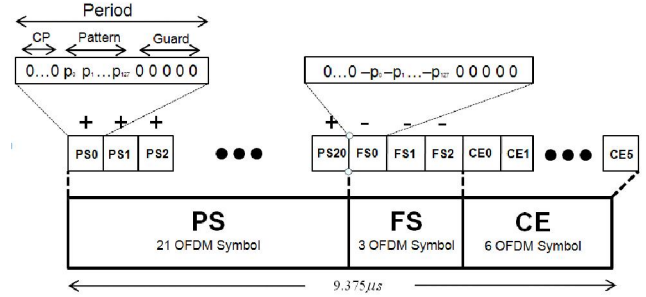 Period
CP Pattern Guard
0...0 p₀ p₁ ...p₁₂₇ 0 0 0 0 0
0...0 –p₀–p₁...–p₁₂₇ 0 0 0 0 0
+ + + + – – –
PS0 PS1 PS2 ●●● PS20 FS0 FS1 FS2 CE0 CE1 ●●● CE5
PS FS CE
21 OFDM Symbol 3 OFDM Symbol 6 OFDM Symbol
9.375μs